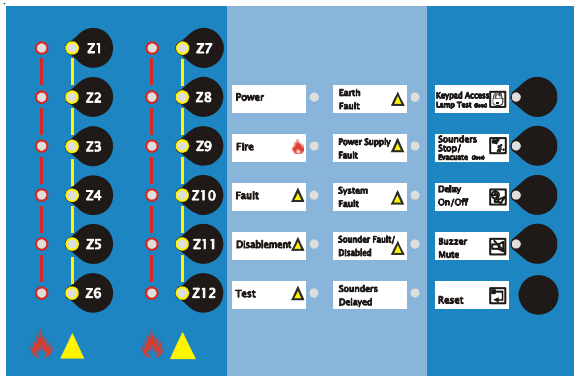 Z1
Z2
Z3
Z4
Z5
Z6
Z7
Z8
Z9
Z10
Z11
Z12
Power
Fire
Fault
Disablement
Test
Earth
Fault
Power Supply
Fault
System
Fault
Sounder Fault/
Disabled
Sounders
Delayed
Keypad Access
Lamp Test (hold)
Sounders
Stop/
Evacuate (hold)
Delay
On/Off
Buzzer
Mute
Reset